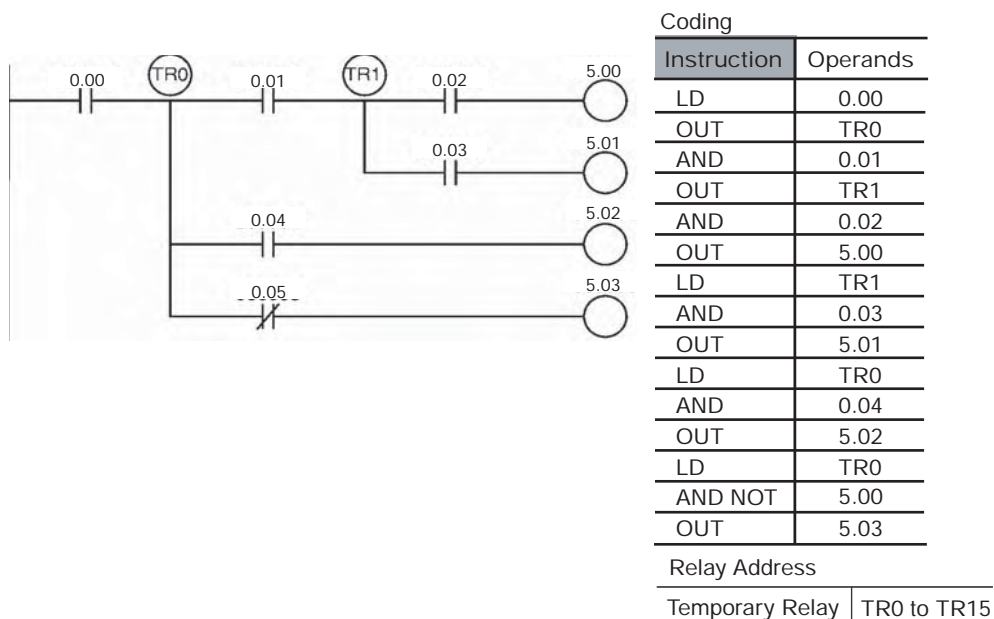 0.00 TR0 0.01 TR1 0.02 5.00
0.03 5.01
0.04 5.02
0.05 5.03
Coding
Instruction Operands
LD 0.00
OUT TR0
AND 0.01
OUT TR1
AND 0.02
OUT 5.00
LD TR1
AND 0.03
OUT 5.01
LD TR0
AND 0.04
OUT 5.02
LD TR0
AND NOT 5.00
OUT 5.03
Relay Address
Temporary Relay TR0 to TR15